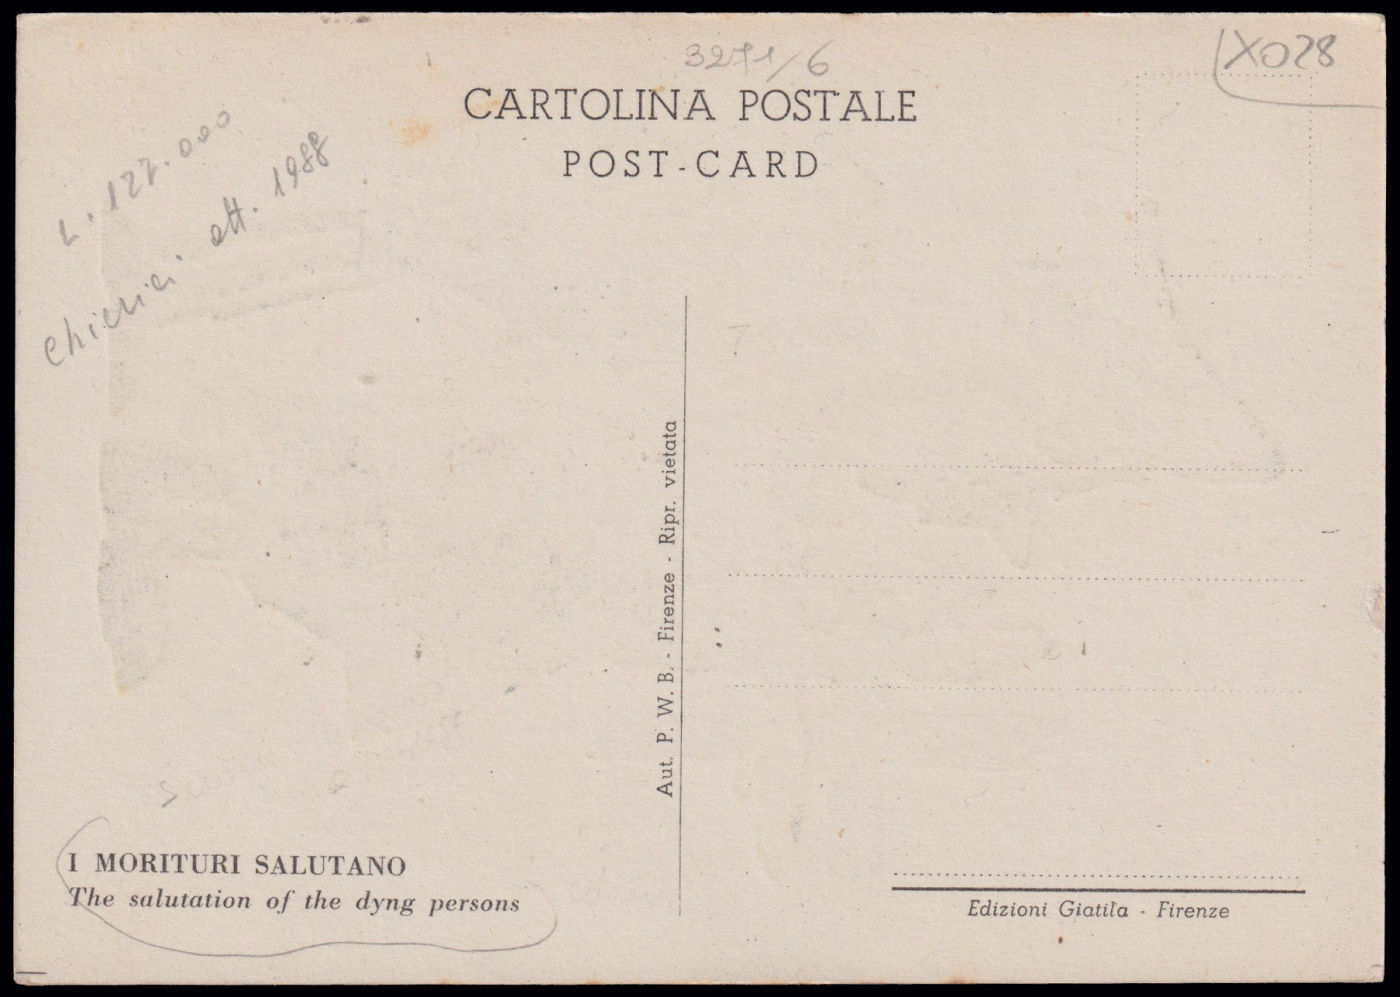 3271/6
XO28
CARTOLINA POSTALE
POST-CARD
L. 127.000
Chierici ott. 1988
Aut. P. W. B. - Firenze - Ripr. vietata
I MORITURI SALUTANO
The salutation of the dyng persons
Edizioni Giatila - Firenze